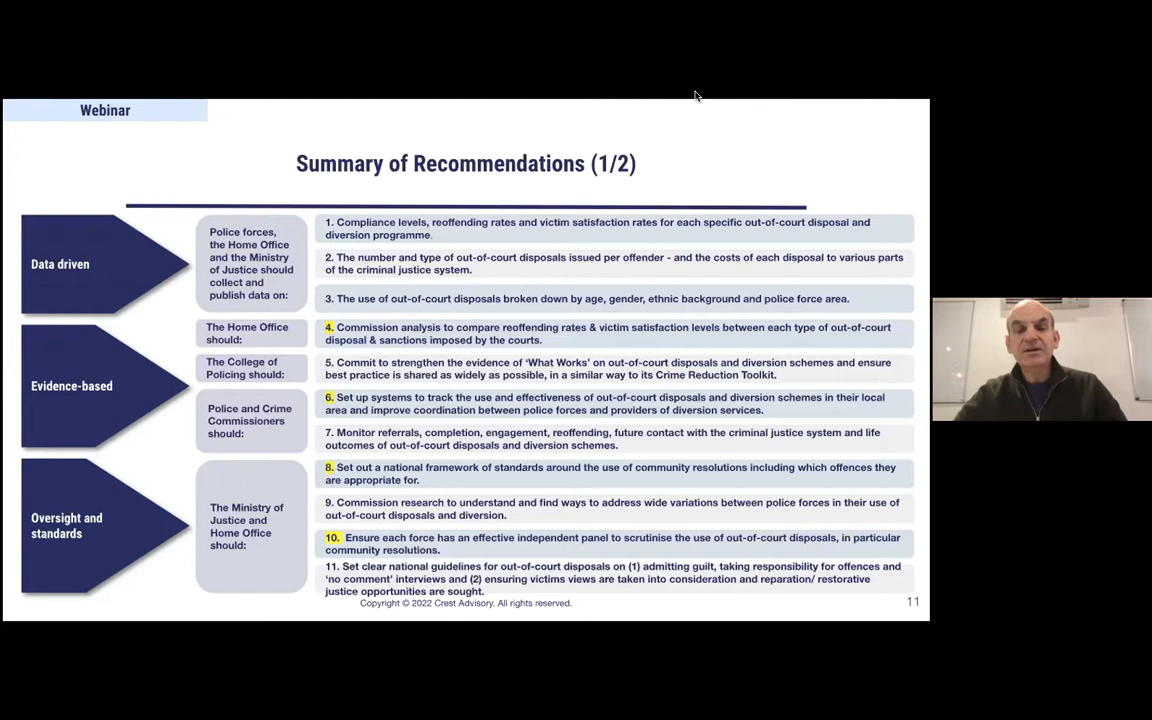 Webinar
Summary of Recommendations (1/2)
Data driven
Police forces,
the Home Office
and the Ministry
of Justice should
collect and
publish data on:
1. Compliance levels, reoffending rates and victim satisfaction rates for each specific out-of-court disposal and
diversion programme.
2. The number and type of out-of-court disposals issued per offender - and the costs of each disposal to various parts
of the criminal justice system.
3. The use of out-of-court disposals broken down by age, gender, ethnic background and police force area.
Evidence-based
The Home Office
should:
4. Commission analysis to compare reoffending rates & victim satisfaction levels between each type of out-of-court
disposal & sanctions imposed by the courts.
The College of
Policing should:
5. Commit to strengthen the evidence of ‘What Works’ on out-of-court disposals and diversion schemes and ensure
best practice is shared as widely as possible, in a similar way to its Crime Reduction Toolkit.
Police and Crime
Commissioners
should:
6. Set up systems to track the use and effectiveness of out-of-court disposals and diversion schemes in their local
area and improve coordination between police forces and providers of diversion services.
7. Monitor referrals, completion, engagement, reoffending, future contact with the criminal justice system and life
outcomes of out-of-court disposals and diversion schemes.
Oversight and
standards
The Ministry of
Justice and
Home Office
should:
8. Set out a national framework of standards around the use of community resolutions including which offences they
are appropriate for.
9. Commission research to understand and find ways to address wide variations between police forces in their use of
out-of-court disposals and diversion.
10. Ensure each force has an effective independent panel to scrutinise the use of out-of-court disposals, in particular
community resolutions.
11. Set clear national guidelines for out-of-court disposals on (1) admitting guilt, taking responsibility for offences and
‘no comment’ interviews and (2) ensuring victims views are taken into consideration and reparation/ restorative
justice opportunities are sought.
Copyright © 2022 Crest Advisory. All rights reserved.
11